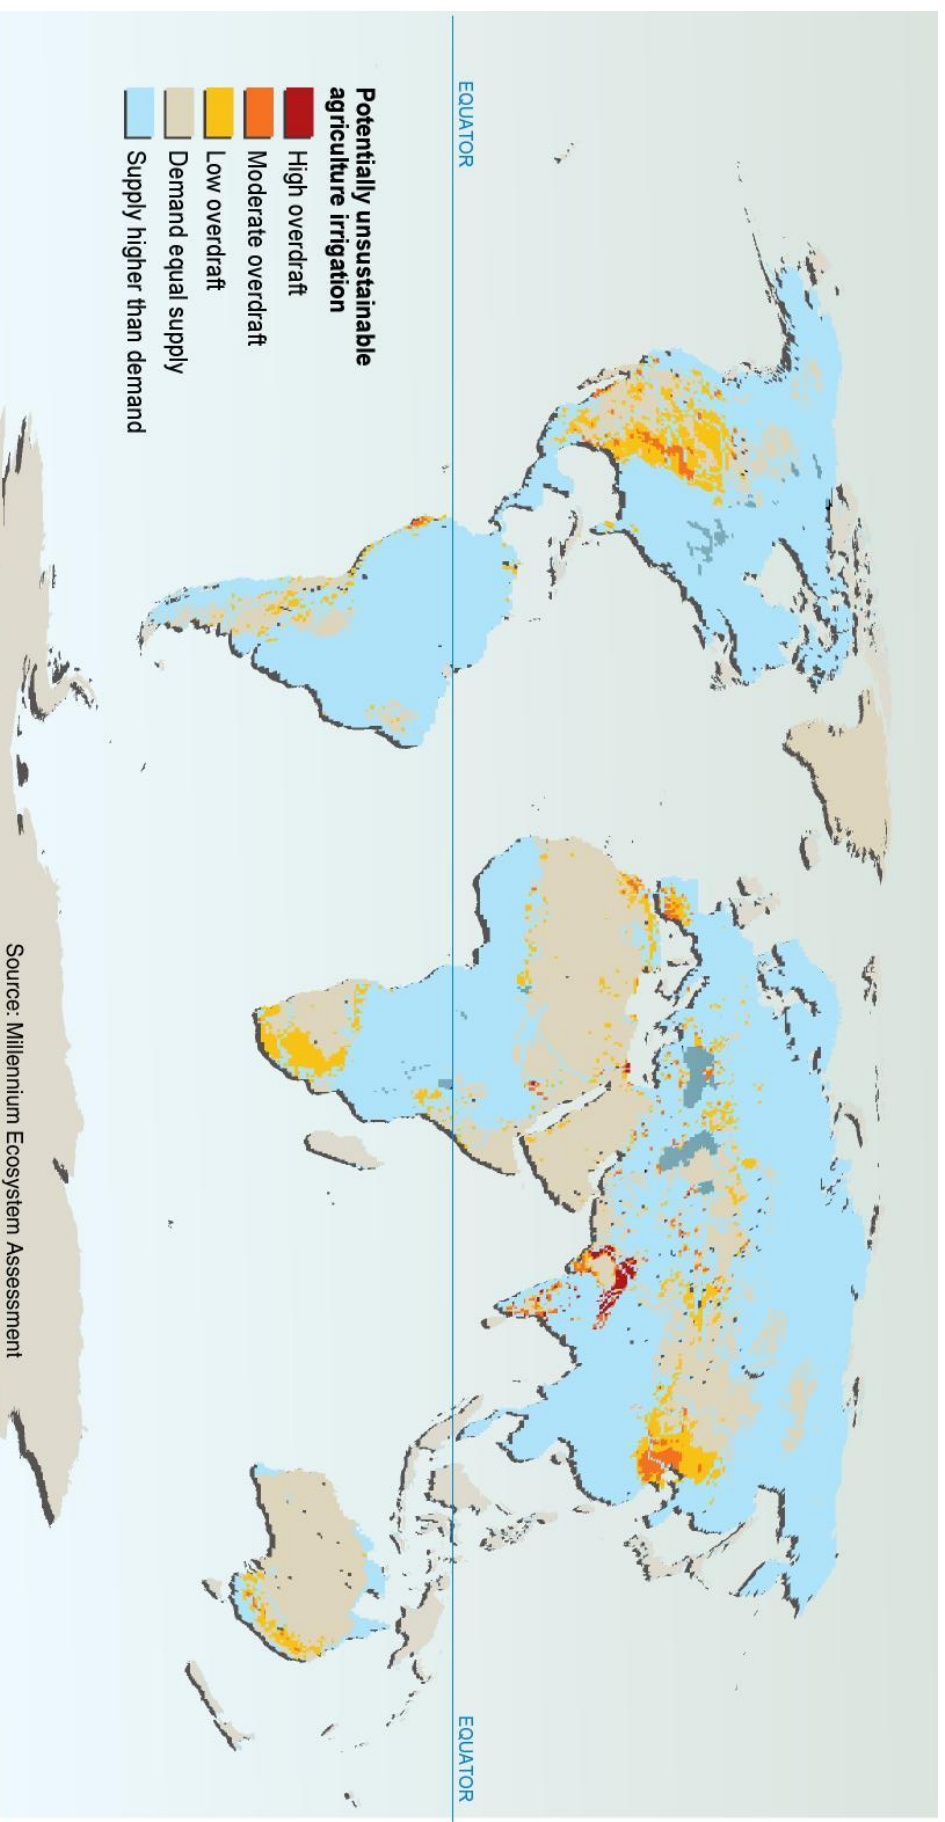 EQUATOR
EQUATOR
Potentially unsustainable
agriculture irrigation
High overdraft
Moderate overdraft
Low overdraft
Demand equal supply
Supply higher than demand
Source: Millennium Ecosystem Assessment